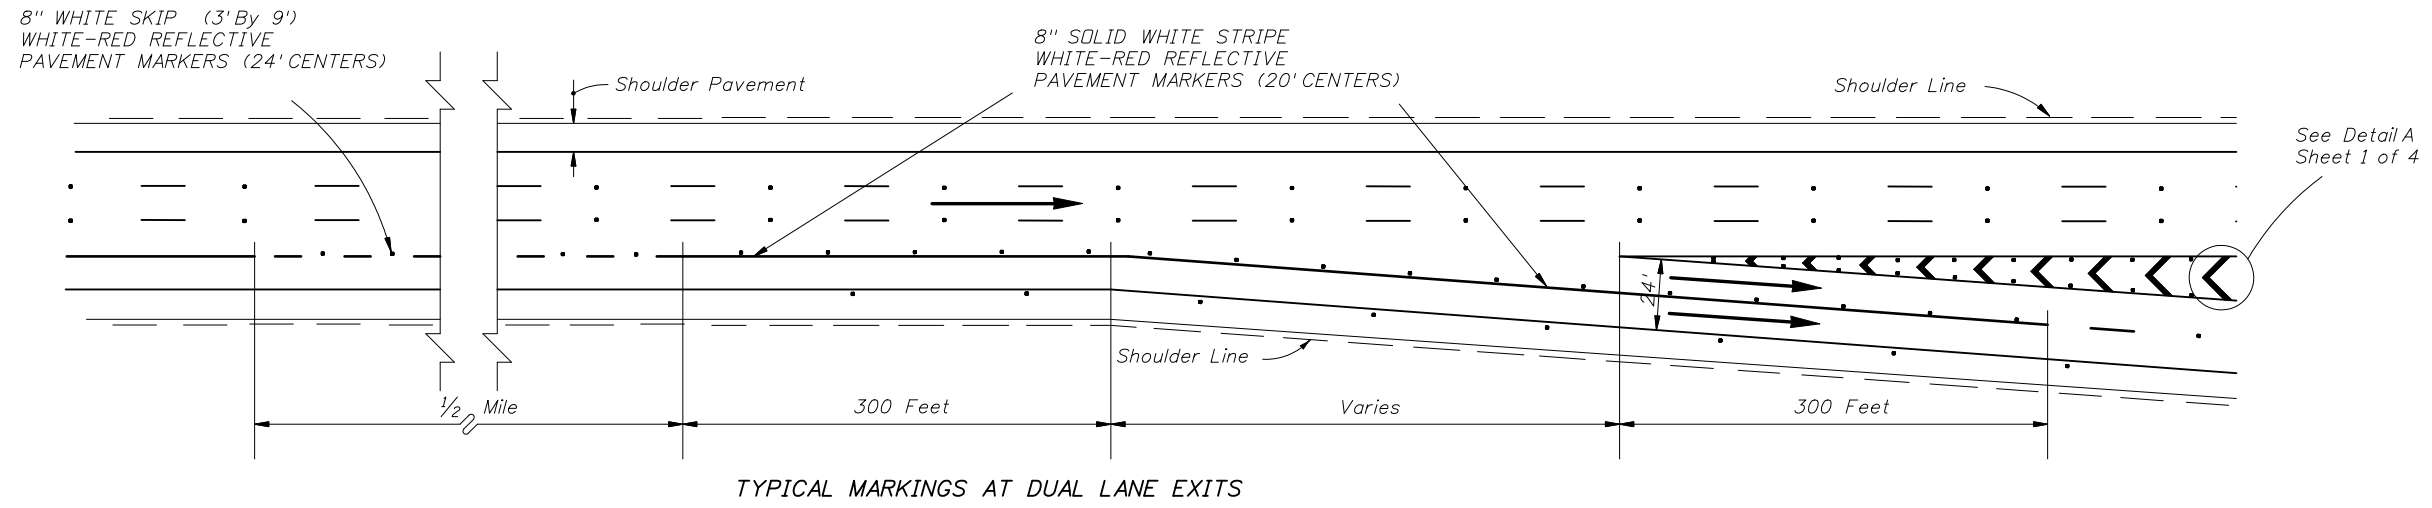 8" WHITE SKIP (3' By 9')
WHITE-RED REFLECTIVE
PAVEMENT MARKERS (24' CENTERS)
Shoulder Pavement
8" SOLID WHITE STRIPE
WHITE-RED REFLECTIVE
PAVEMENT MARKERS (20' CENTERS)
Shoulder Line
See Detail A
Sheet 1 of 4
24'
Shoulder Line
1/2 Mile
300 Feet
Varies
300 Feet
TYPICAL MARKINGS AT DUAL LANE EXITS